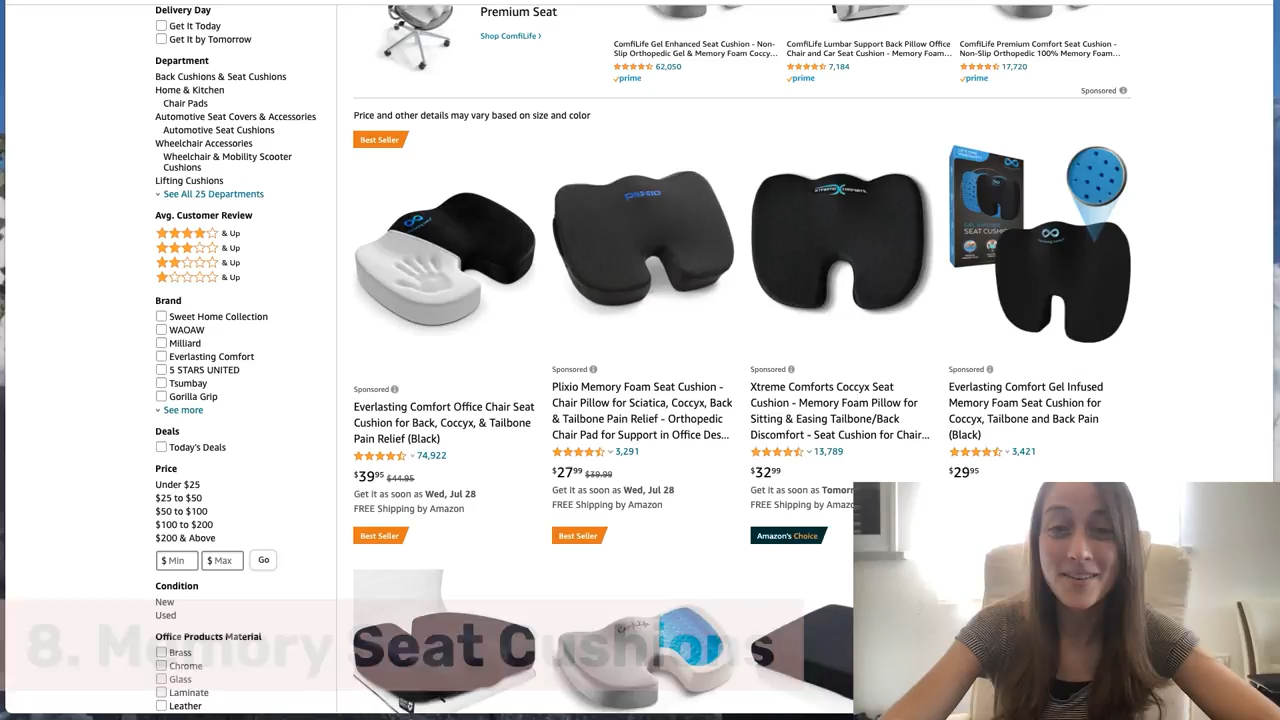 Delivery Day
Get It Today
Get It by Tomorrow
Department
Back Cushions & Seat Cushions
Home & Kitchen
Chair Pads
Automotive Seat Covers & Accessories
Automotive Seat Cushions
Wheelchair Accessories
Wheelchair & Mobility Scooter
Cushions
Lifting Cushions
See All 25 Departments
Avg. Customer Review
& Up
& Up
& Up
& Up
Brand
Sweet Home Collection
WAOAW
Milliard
Everlasting Comfort
5 STARS UNITED
Tsumbay
Gorilla Grip
See more
Deals
Today's Deals
Price
Under $25
$25 to $50
$50 to $100
$100 to $200
$200 & Above
$ Min $ Max Go
Condition
New
Used
Office Products Material
Brass
Chrome
Glass
Laminate
Leather
Premium Seat
Shop ComfiLife ›
ComfiLife Gel Enhanced Seat Cushion - Non-
Slip Orthopedic Gel & Memory Foam Coccy...
62,050
prime
ComfiLife Lumbar Support Back Pillow Office
Chair and Car Seat Cushion - Memory Foam...
7,184
prime
ComfiLife Premium Comfort Seat Cushion -
Non-Slip Orthopedic 100% Memory Foam...
17,720
prime
Sponsored
Price and other details may vary based on size and color
Best Seller
Sponsored
Everlasting Comfort Office Chair Seat
Cushion for Back, Coccyx, & Tailbone
Pain Relief (Black)
74,922
$39.95 $44.95
Get it as soon as Wed, Jul 28
FREE Shipping by Amazon
PLIXIO
Sponsored
Plixio Memory Foam Seat Cushion -
Chair Pillow for Sciatica, Coccyx, Back
& Tailbone Pain Relief - Orthopedic
Chair Pad for Support in Office Des...
3,291
$27.99 $39.99
Get it as soon as Wed, Jul 28
FREE Shipping by Amazon
XTREME COMFORTS
Sponsored
Xtreme Comforts Coccyx Seat
Cushion - Memory Foam Pillow for
Sitting & Easing Tailbone/Back
Discomfort - Seat Cushion for Chair...
13,789
$32.99
Get it as soon as Tomorr
FREE Shipping by Amazo
GEL INFUSED
SEAT CUSHION
Sponsored
Everlasting Comfort Gel Infused
Memory Foam Seat Cushion for
Coccyx, Tailbone and Back Pain
(Black)
3,421
$29.95
Best Seller
Best Seller
Amazon's Choice
8. Memory Seat Cushions